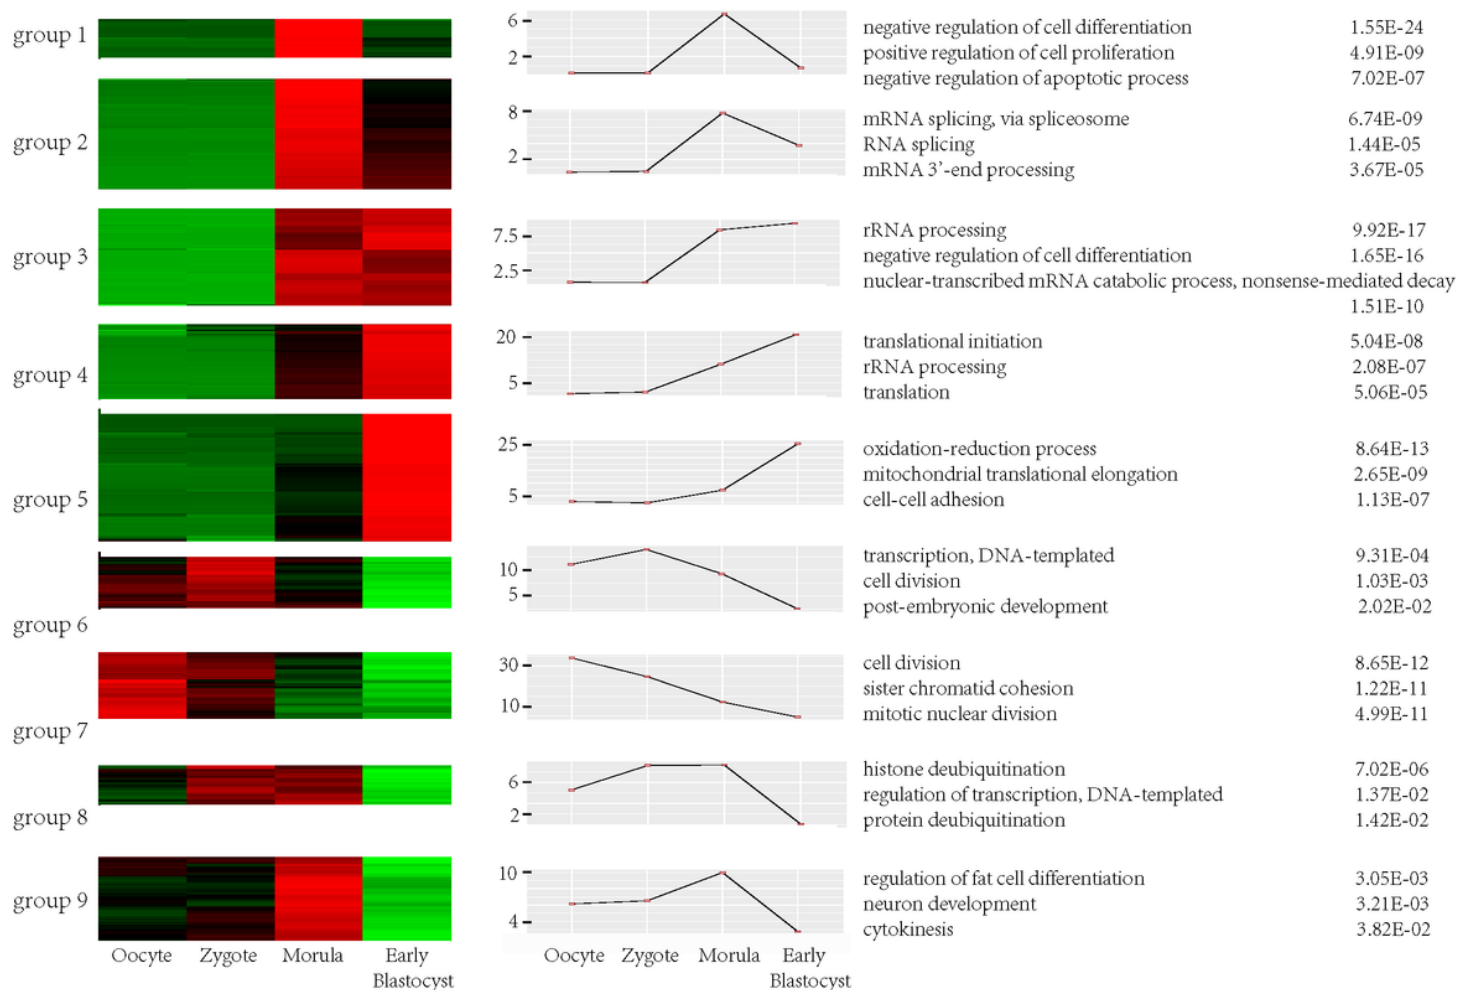 group 1
6
2
negative regulation of cell differentiation 1.55E-24
positive regulation of cell proliferation 4.91E-09
negative regulation of apoptotic process 7.02E-07
group 2
8
2
mRNA splicing, via spliceosome 6.74E-09
RNA splicing 1.44E-05
mRNA 3'-end processing 3.67E-05
group 3
7.5
2.5
rRNA processing 9.92E-17
negative regulation of cell differentiation 1.65E-16
nuclear-transcribed mRNA catabolic process, nonsense-mediated decay
1.51E-10
group 4
20
5
translational initiation 5.04E-08
rRNA processing 2.08E-07
translation 5.06E-05
group 5
25
5
oxidation-reduction process 8.64E-13
mitochondrial translational elongation 2.65E-09
cell-cell adhesion 1.13E-07
group 6
10
5
transcription, DNA-templated 9.31E-04
cell division 1.03E-03
post-embryonic development 2.02E-02
group 7
30
10
cell division 8.65E-12
sister chromatid cohesion 1.22E-11
mitotic nuclear division 4.99E-11
group 8
6
2
histone deubiquitination 7.02E-06
regulation of transcription, DNA-templated 1.37E-02
protein deubiquitination 1.42E-02
group 9
10
4
regulation of fat cell differentiation 3.05E-03
neuron development 3.21E-03
cytokinesis 3.82E-02
Oocyte Zygote Morula Early
Blastocyst
Oocyte Zygote Morula Early
Blastocyst